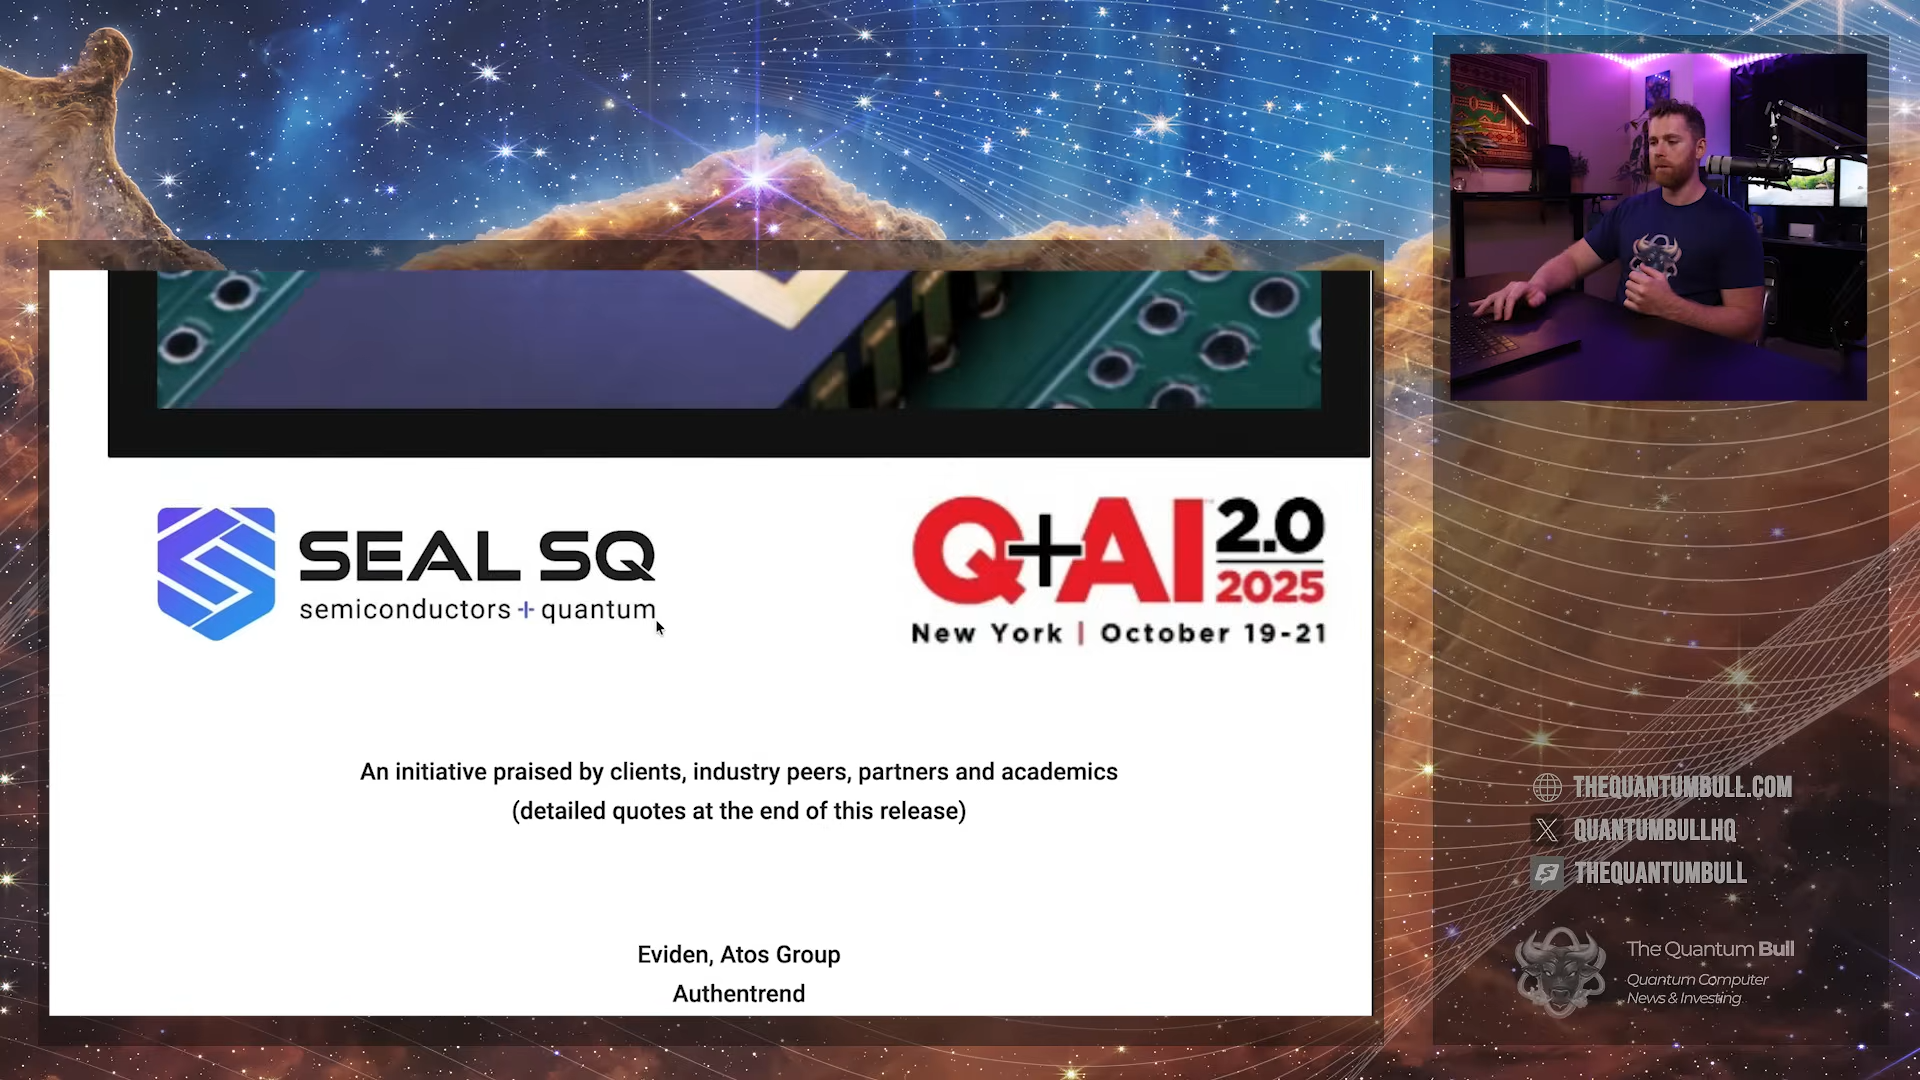 SEAL SQ
semiconductors + quantum
Q+AI 2.0
2025
New York | October 19-21
An initiative praised by clients, industry peers, partners and academics
(detailed quotes at the end of this release)
Eviden, Atos Group
Authentrend
THEQUANTUMBULL.COM
QUANTUMBULLHQ
THEQUANTUMBULL
The Quantum Bull
Quantum Computer
News & Investing